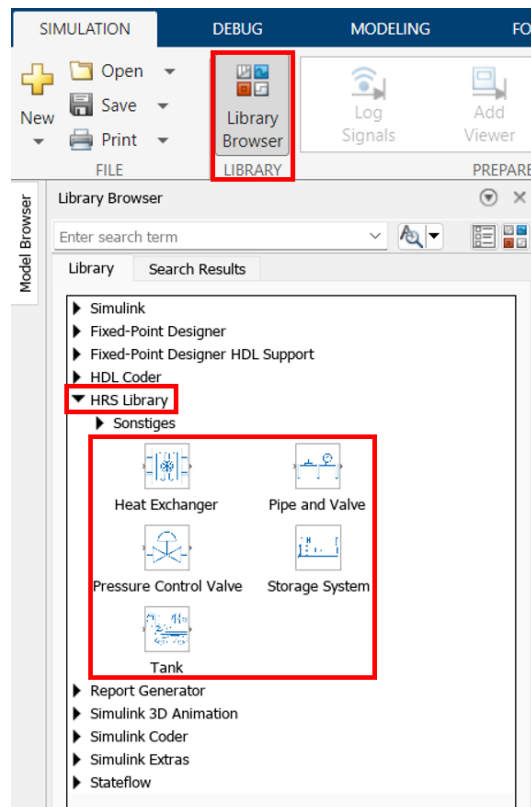 SIMULATION DEBUG MODELING FO
New
Open
Save
Print
Library
Browser
Log
Signals
Add
Viewer
FILE LIBRARY PREPARE
Model Browser
Library Browser
Enter search term
Library Search Results
Simulink
Fixed-Point Designer
Fixed-Point Designer HDL Support
HDL Coder
HRS Library
Sonstiges
Heat Exchanger Pipe and Valve
Pressure Control Valve Storage System
Tank
Report Generator
Simulink 3D Animation
Simulink Coder
Simulink Extras
Stateflow